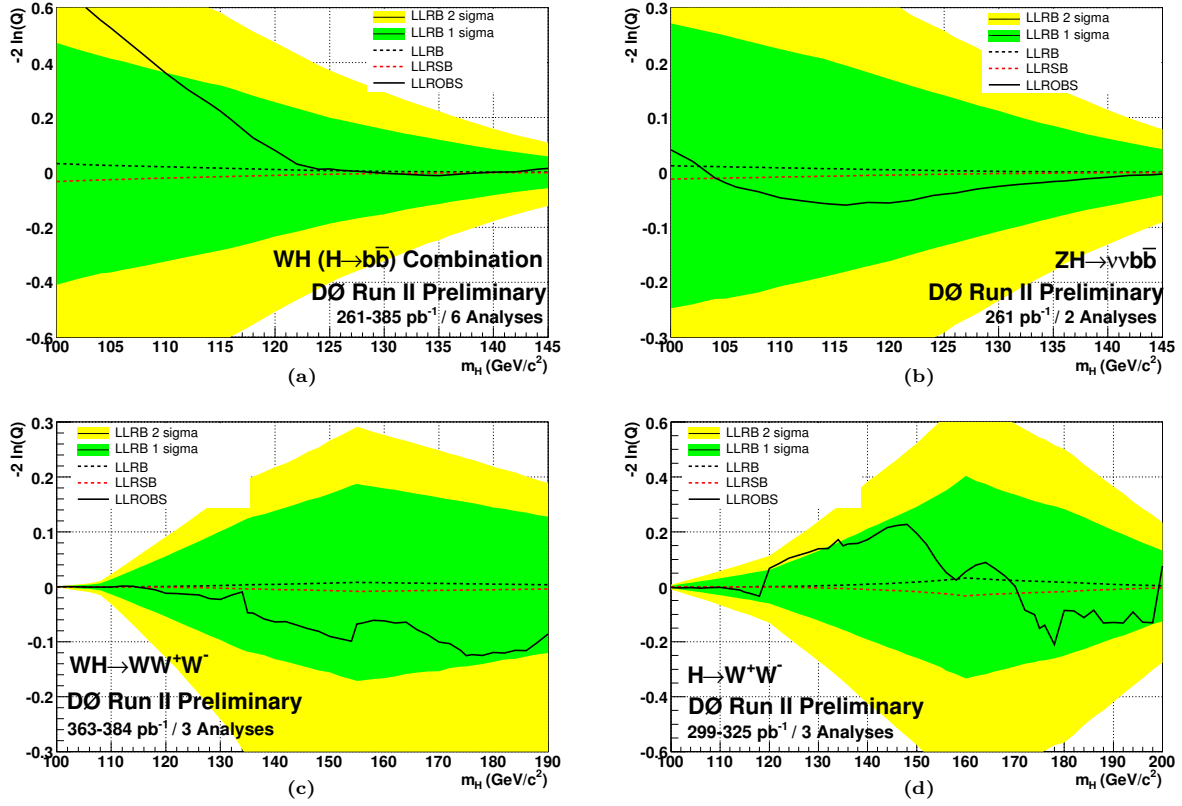 -2 ln(Q)
0.6
0.4
0.2
0
-0.2
-0.4
-0.6
LLRB 2 sigma
LLRB 1 sigma
LLRB
LLRSB
LLROBS
WH (H→bb̅) Combination
DØ Run II Preliminary
261-385 pb⁻¹ / 6 Analyses
100 105 110 115 120 125 130 135 140 145
m_H (GeV/c²)
(a)
-2 ln(Q)
0.3
0.2
0.1
0
-0.1
-0.2
-0.3
LLRB 2 sigma
LLRB 1 sigma
LLRB
LLRSB
LLROBS
ZH→ννbb̅
DØ Run II Preliminary
261 pb⁻¹ / 2 Analyses
100 105 110 115 120 125 130 135 140 145
m_H (GeV/c²)
(b)
-2 ln(Q)
0.3
0.2
0.1
0
-0.1
-0.2
-0.3
LLRB 2 sigma
LLRB 1 sigma
LLRB
LLRSB
LLROBS
WH→WW⁺W⁻
DØ Run II Preliminary
363-384 pb⁻¹ / 3 Analyses
100 110 120 130 140 150 160 170 180 190
m_H (GeV/c²)
(c)
-2 ln(Q)
0.6
0.4
0.2
0
-0.2
-0.4
-0.6
LLRB 2 sigma
LLRB 1 sigma
LLRB
LLRSB
LLROBS
H→W⁺W⁻
DØ Run II Preliminary
299-325 pb⁻¹ / 3 Analyses
100 110 120 130 140 150 160 170 180 190 200
m_H (GeV/c²)
(d)